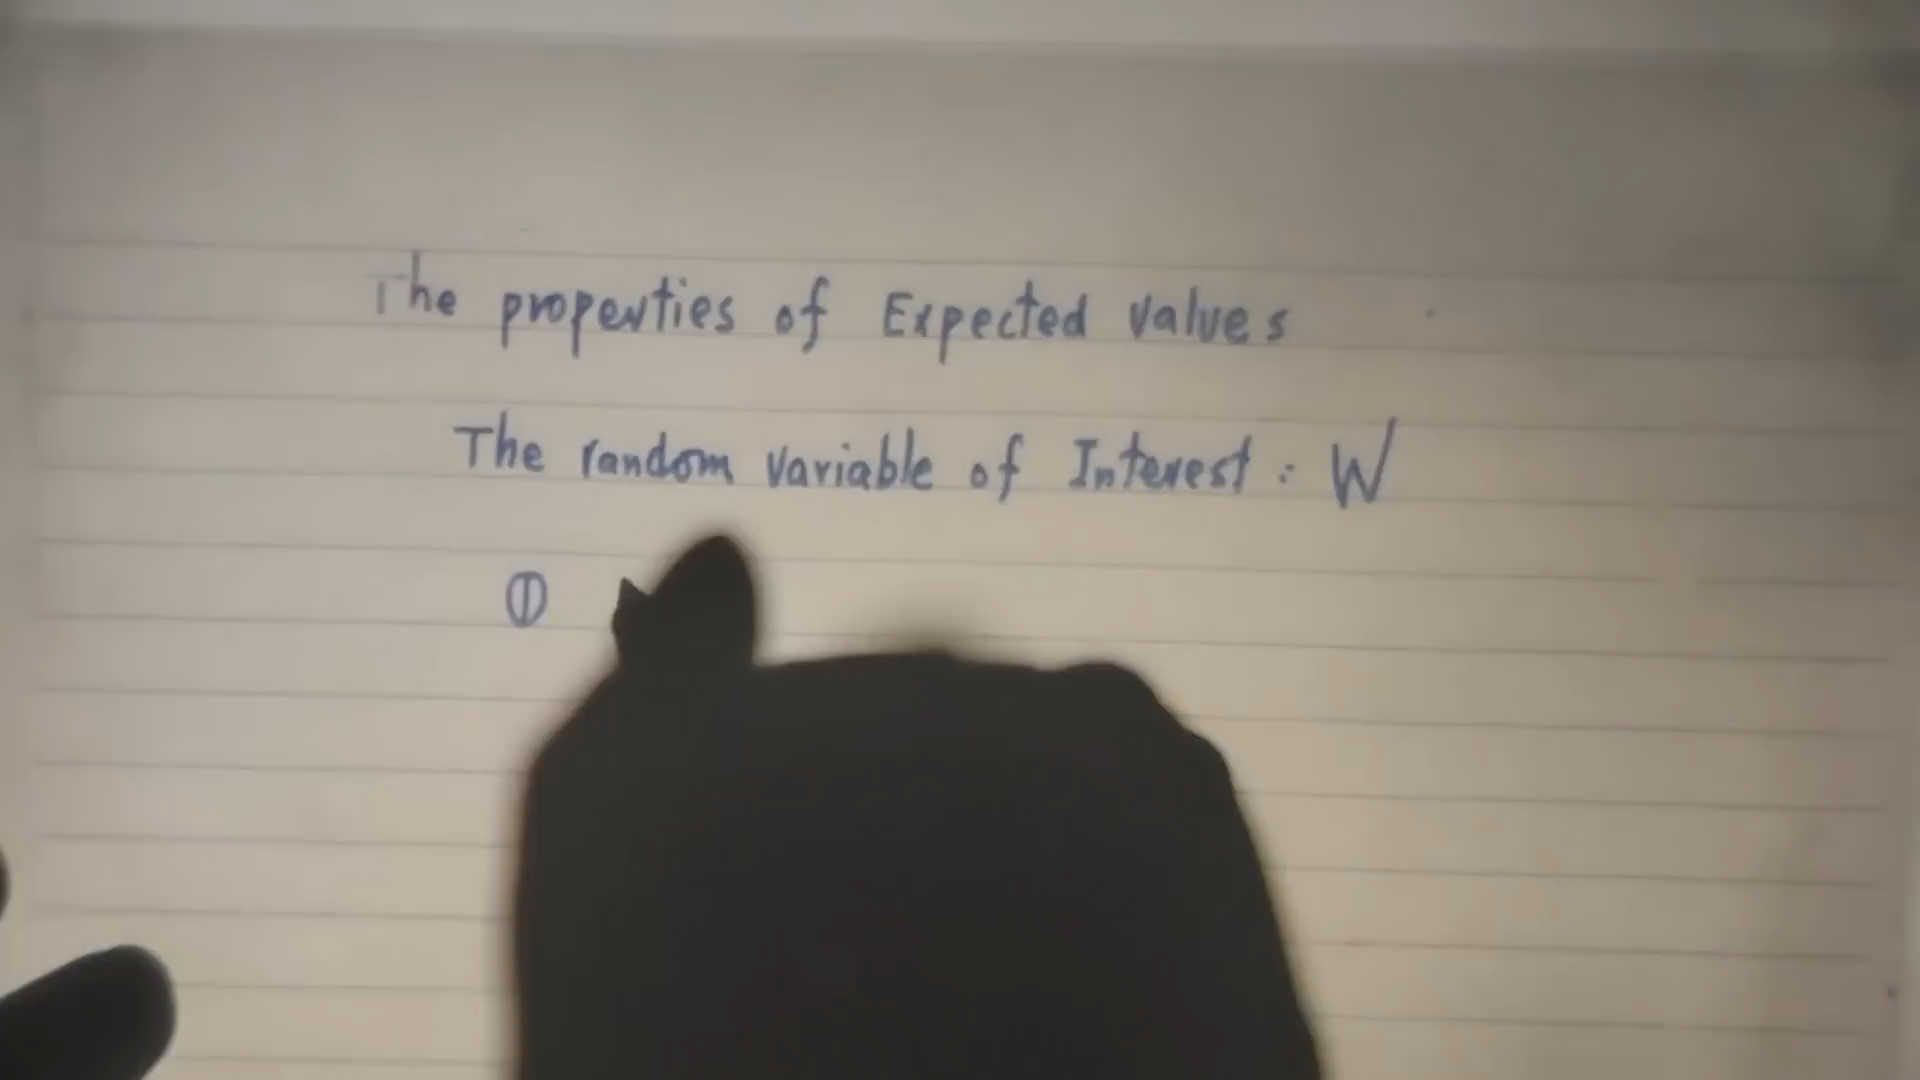 The properties of Expected values
The random variable of Interest : W
①